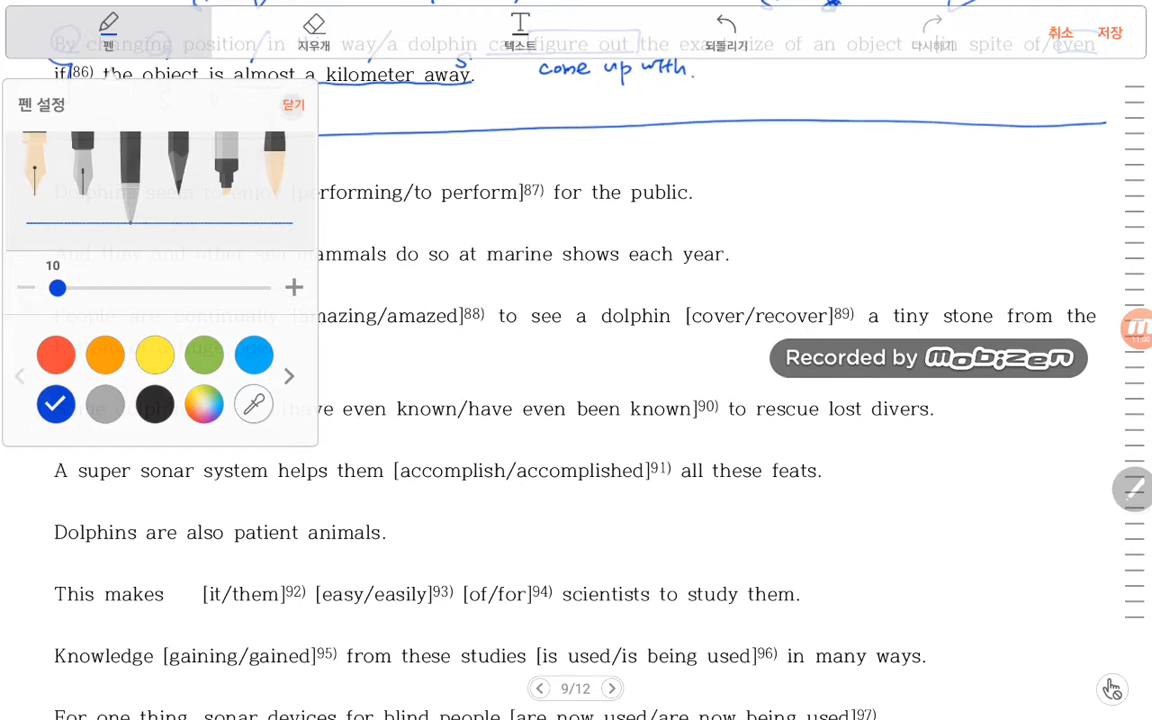 펜
지우개
텍스트
되돌리기
다시하기
취소
저장
By changing position in this way a dolphin can figure out the exact size of an object in spite of/even
if86) the object is almost a kilometer away.
S
come up with.
펜 설정
닫기
10
Dolphins seem to enjoy [performing/to perform]87) for the public.
And they and other sea mammals do so at marine shows each year.
People are continually [amazing/amazed]88) to see a dolphin [cover/recover]89) a tiny stone from the
Recorded by mobizen
11:00
[have even known/have even been known]90) to rescue lost divers.
A super sonar system helps them [accomplish/accomplished]91) all these feats.
Dolphins are also patient animals.
This makes [it/them]92) [easy/easily]93) [of/for]94) scientists to study them.
Knowledge [gaining/gained]95) from these studies [is used/is being used]96) in many ways.
9/12
For one thing, sonar devices for blind people [are now used/are now being used]97)